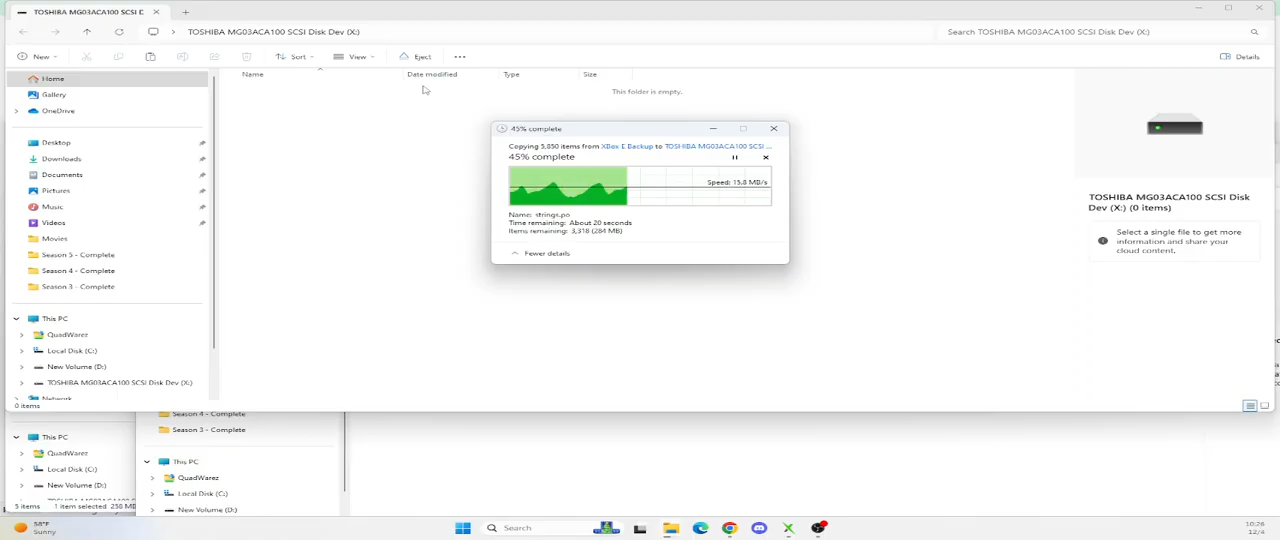 TOSHIBA MG03ACA100 SCSI D
TOSHIBA MG03ACA100 SCSI Disk Dev (X:)
Search TOSHIBA MG03ACA100 SCSI Disk Dev (X:)
New
Sort
View
Eject
Details
Home
Gallery
OneDrive
Desktop
Downloads
Documents
Pictures
Music
Videos
Movies
Season 5 - Complete
Season 4 - Complete
Season 3 - Complete
This PC
QuadWarez
Local Disk (C:)
New Volume (D:)
TOSHIBA MG03ACA100 SCSI Disk Dev (X:)
Network
0 items
Name
Date modified
Type
Size
This folder is empty.
45% complete
Copying 5,850 items from XBox E Backup to TOSHIBA MG03ACA100 SCSI ...
45% complete
Speed: 15.8 MB/s
Name: strings.po
Time remaining: About 20 seconds
Items remaining: 3,318 (284 MB)
Fewer details
TOSHIBA MG03ACA100 SCSI Disk
Dev (X:) (0 items)
Select a single file to get more
information and share your
cloud content.
This PC
QuadWarez
Local Disk (C:)
New Volume (D:)
5 items
1 item selected
258 MB
Season 4 - Complete
Season 3 - Complete
This PC
QuadWarez
Local Disk (C:)
New Volume (D:)
58°F
Sunny
Search
10:26
12/4